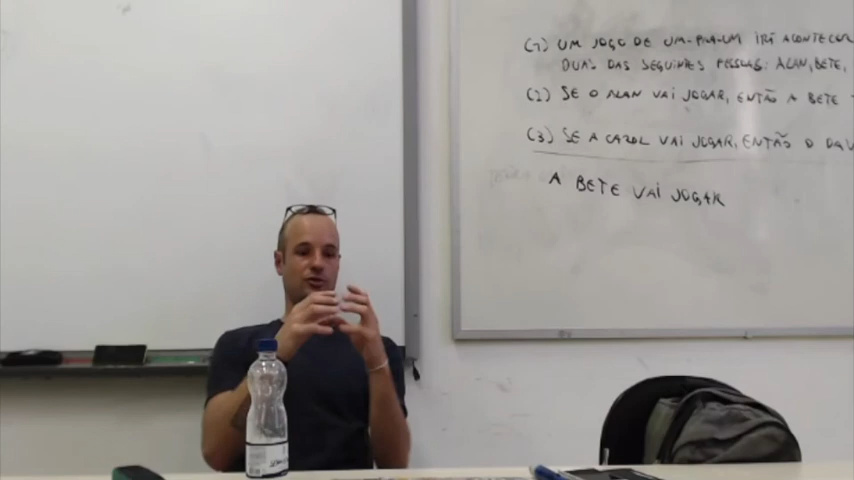 (1) UM JOGO DE UM-PRA-UM IRÁ ACONTECER
DUAS DAS SEGUINTES PESSOAS: ALAN, BETE,
(2) SE O ALAN VAI JOGAR, ENTÃO A BETE
(3) SE A CAROL VAI JOGAR, ENTÃO O DAV
A BETE VAI JOGAR